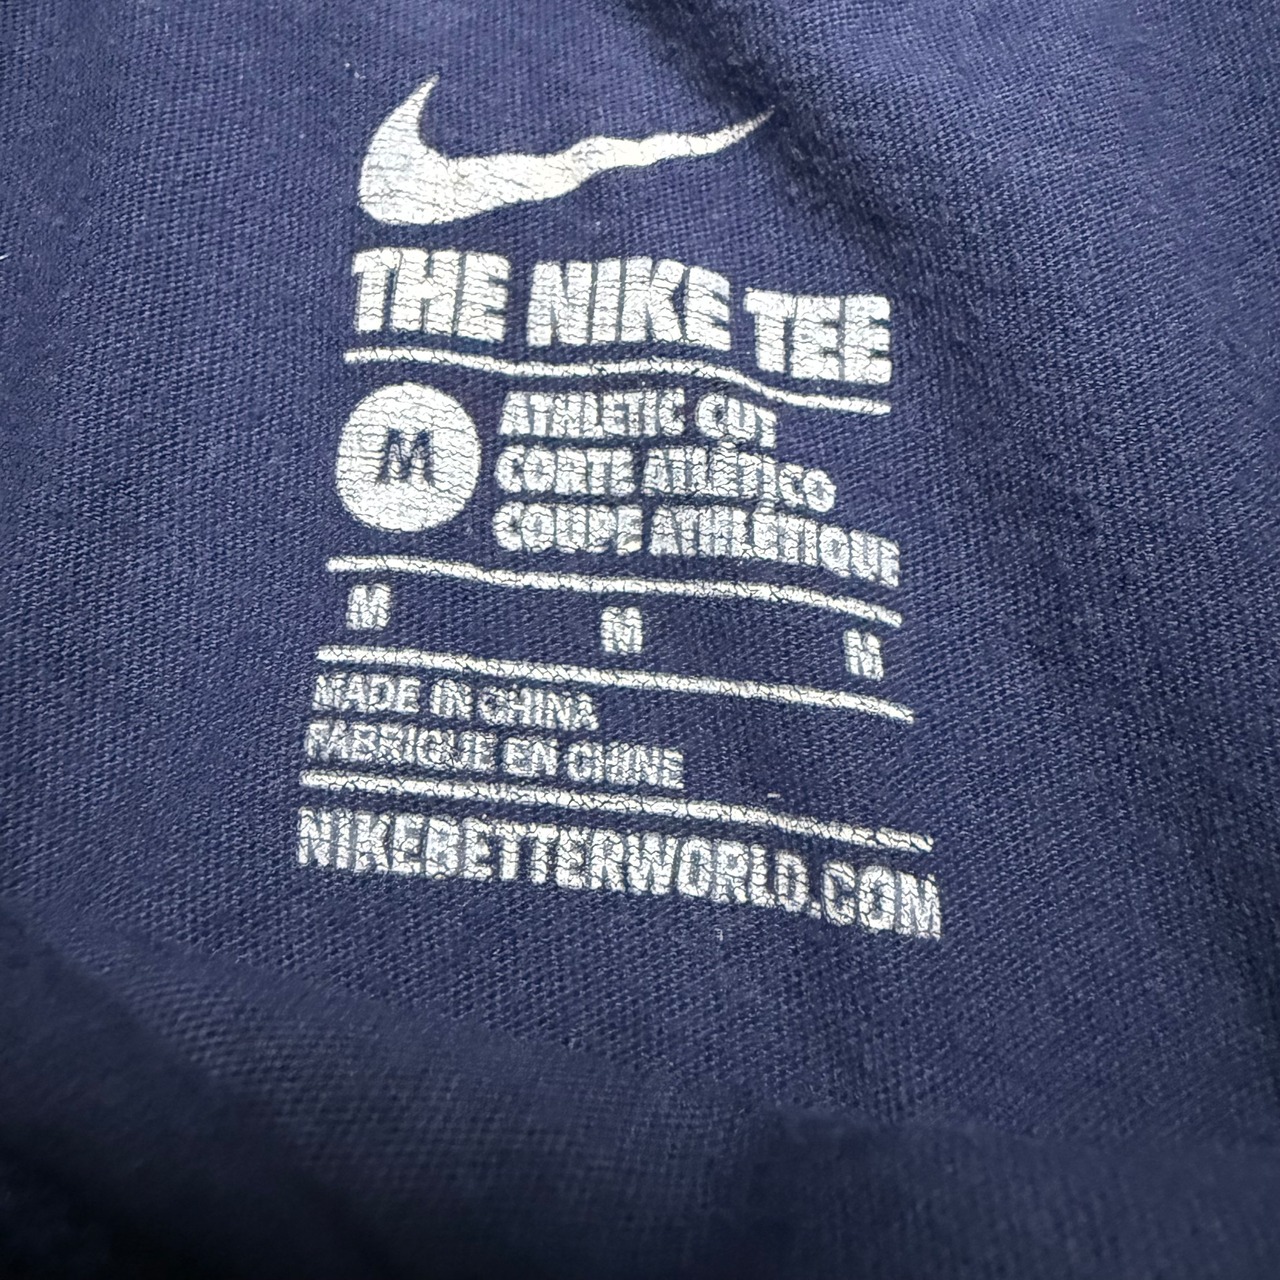 THE NIKE TEE
M
ATHLETIC CUT
CORTE ATLÉTICO
COUPE ATHLÉTIQUE
M M M
MADE IN CHINA
FABRIQUE EN CHINE
NIKEBETTERWORLD.COM